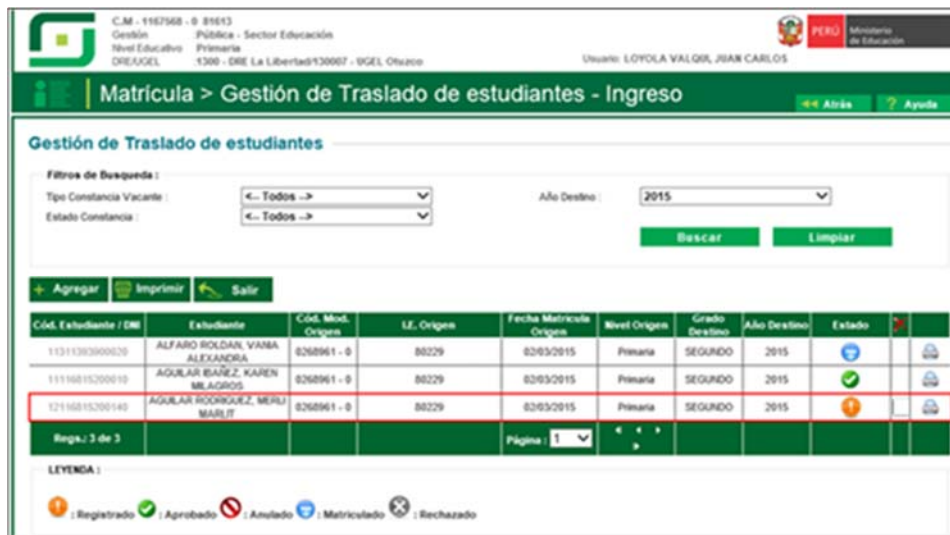 C.M - 1167568 - 0 81613
Gestión :Pública - Sector Educación
Nivel Educativo Primaria
DRE/UGEL :1300 - DRE La Libertad/130007 - UGEL Otuzco
Usuario: LOYOLA VALQUI, JUAN CARLOS
PERÚ Ministerio de Educación
Matrícula > Gestión de Traslado de estudiantes - Ingreso
Atrás ? Ayuda
Gestión de Traslado de estudiantes
Filtros de Busqueda :
Tipo Constancia Vacante : <-- Todos --> Año Destino : 2015
Estado Constancia : <-- Todos -->
Buscar Limpiar
+ Agregar Imprimir Salir
Cód. Estudiante / DNI Estudiante Cód. Mod. Origen I.E. Origen Fecha Matricula Origen Nivel Origen Grado Destino Año Destino Estado X
11311393900620 ALFARO ROLDAN, VANIA ALEXANDRA 0268961 - 0 80229 02/03/2015 Primaria SEGUNDO 2015
11116815200010 AGUILAR IBAÑEZ, KAREN MILAGROS 0268961 - 0 80229 02/03/2015 Primaria SEGUNDO 2015
12116815200140 AGUILAR RODRIGUEZ, MERLI MARLIT 0268961 - 0 80229 02/03/2015 Primaria SEGUNDO 2015
Regs.: 3 de 3 Página : 1
LEYENDA :
: Registrado : Aprobado : Anulado : Matriculado : Rechazado